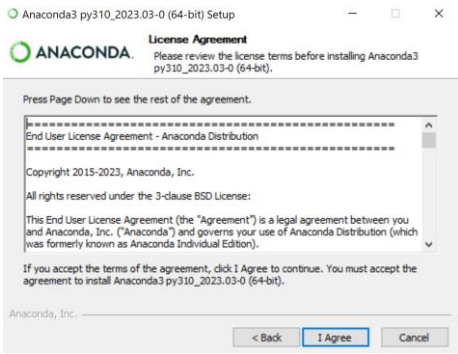 Anaconda3 py310_2023.03-0 (64-bit) Setup
ANACONDA.
License Agreement
Please review the license terms before installing Anaconda3
py310_2023.03-0 (64-bit).
Press Page Down to see the rest of the agreement.
======================================================
End User License Agreement - Anaconda Distribution
======================================================
Copyright 2015-2023, Anaconda, Inc.
All rights reserved under the 3-clause BSD License:
This End User License Agreement (the "Agreement") is a legal agreement between you
and Anaconda, Inc. ("Anaconda") and governs your use of Anaconda Distribution (which
was formerly known as Anaconda Individual Edition).
If you accept the terms of the agreement, click I Agree to continue. You must accept the
agreement to install Anaconda3 py310_2023.03-0 (64-bit).
Anaconda, Inc.
< Back
I Agree
Cancel